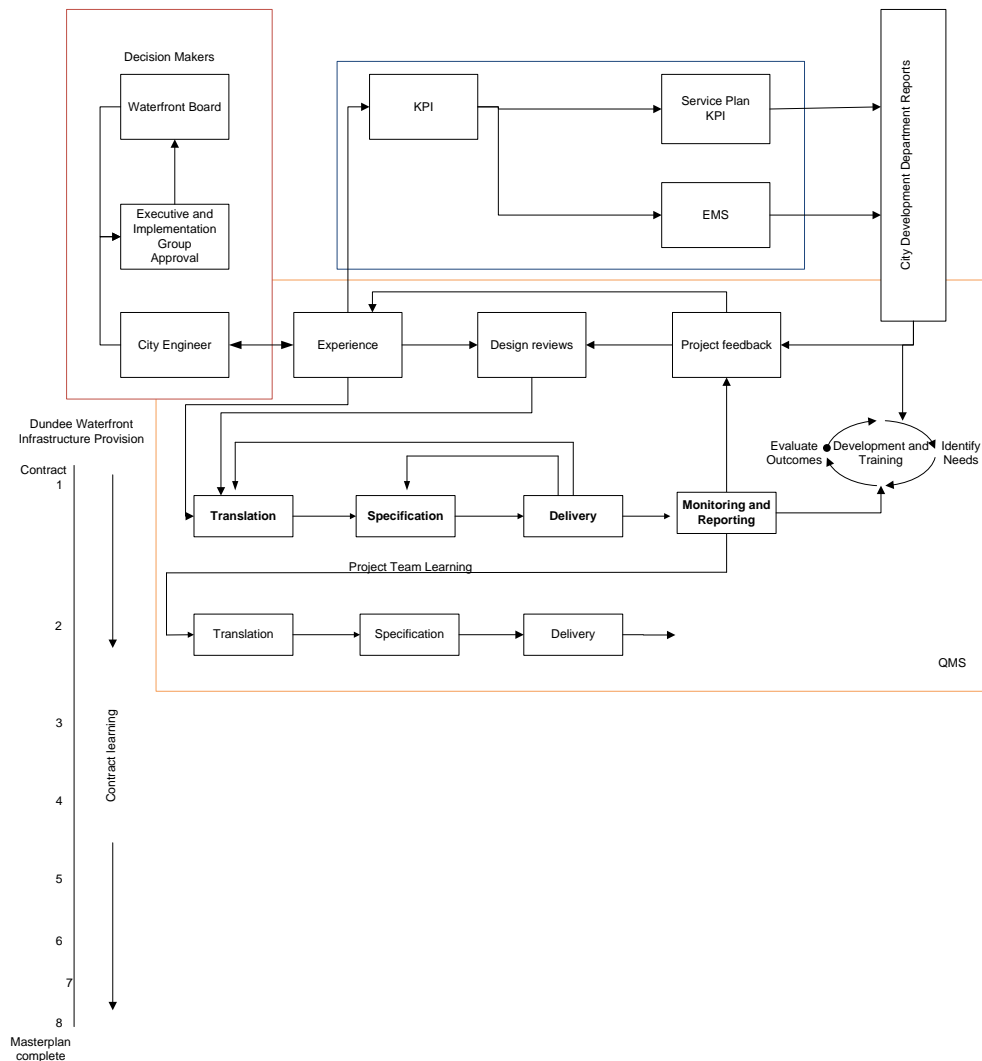 Decision Makers
Waterfront Board
Executive and
Implementation
Group
Approval
City Engineer
KPI
Service Plan
KPI
EMS
City Development Department Reports
Experience
Design reviews
Project feedback
Dundee Waterfront
Infrastructure Provision
Contract
1
Evaluate
Outcomes
Development and
Training
Identify
Needs
Translation
Specification
Delivery
Monitoring and
Reporting
Project Team Learning
2
Translation
Specification
Delivery
QMS
3
Contract learning
4
5
6
7
8
Masterplan
complete